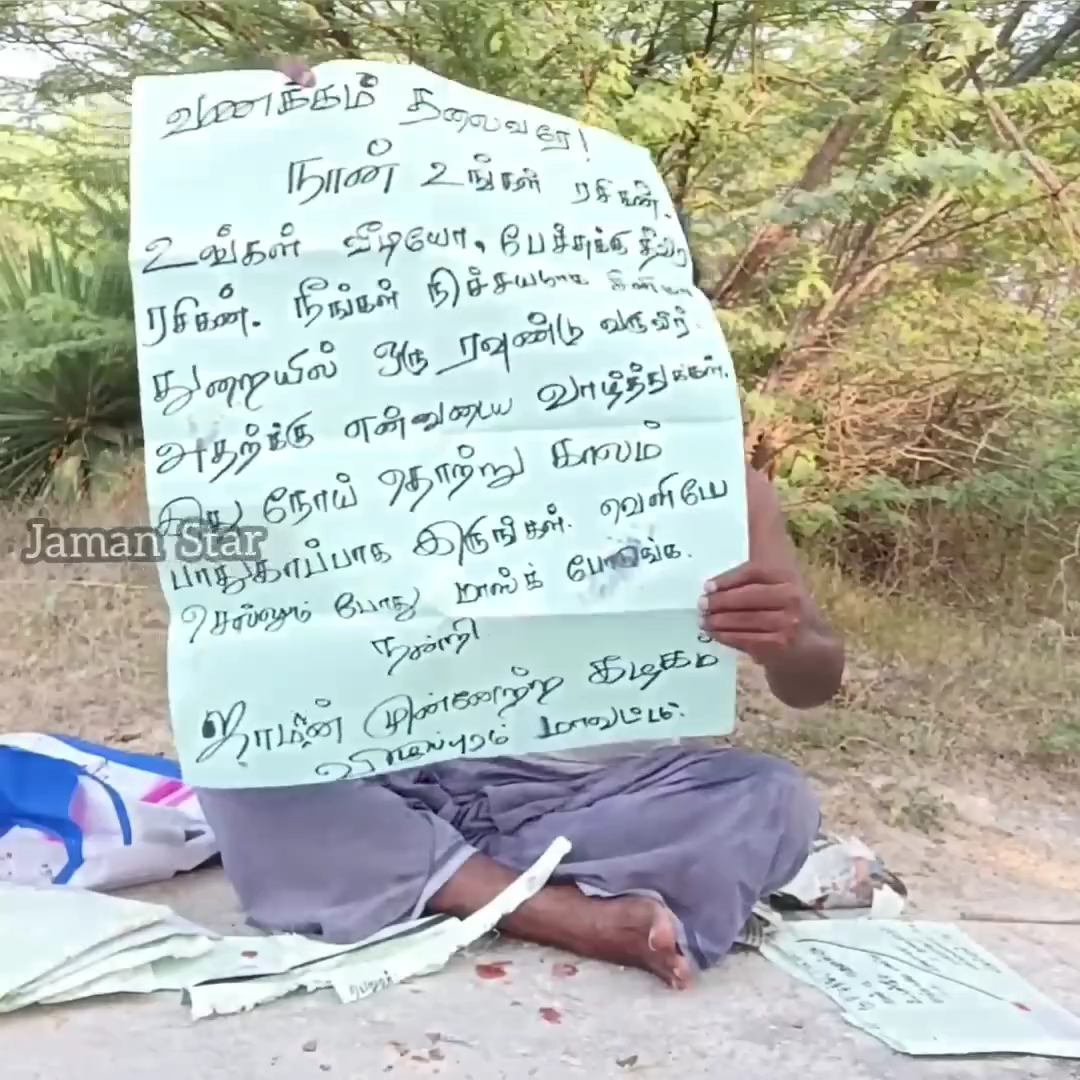 வணக்கம் தலைவரே!
நான் உங்கள் ரசிகன்.
உங்கள் வீடியோ, பேச்சுக்கு தீவிர
ரசிகன். நீங்கள் நிச்சயமாக சினிமா
துறையில் ஒரு ரவுண்டு வருவீர்.
அதற்க்கு என்னுடைய வாழ்த்துக்கள்.
இது நோய் தொற்று காலம்
பாதுகாப்பாக இருங்கள். வெளியே
செல்லும் போது மாஸ்க் போடுங்க.
நன்றி
ஜாமீன் முன்னேற்ற கழகம்
மாவட்டம்.
Jaman Star